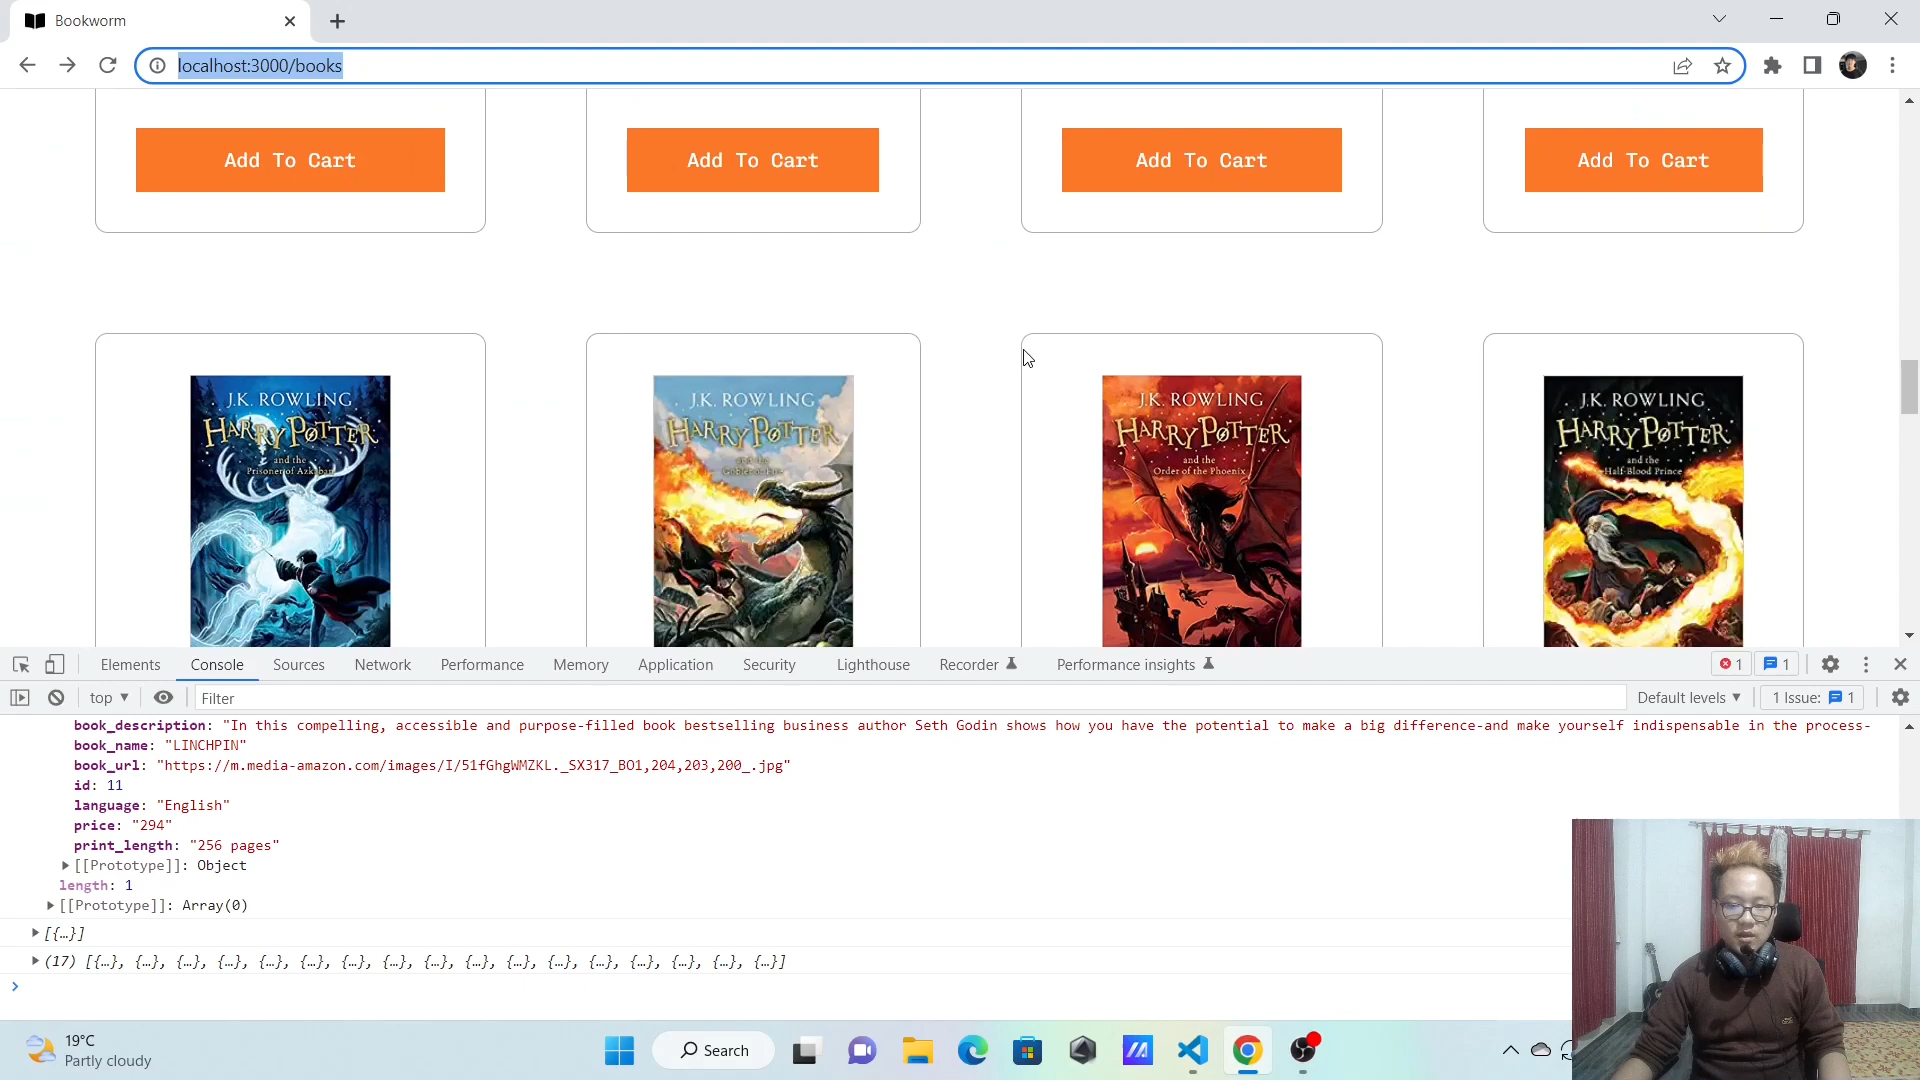 Bookworm
localhost:3000/books
Add To Cart
Add To Cart
Add To Cart
Add To Cart
J.K. ROWLING
HARRY POTTER
and the
Prisoner of Azkaban
J.K. ROWLING
HARRY POTTER
and the
Goblet of Fire
J.K. ROWLING
HARRY POTTER
and the
Order of the Phoenix
J.K. ROWLING
HARRY POTTER
and the
Half-Blood Prince
Elements Console Sources Network Performance Memory Application Security Lighthouse Recorder Performance insights 1 1
top Filter Default levels 1 Issue: 1
book_description: "In this compelling, accessible and purpose-filled book bestselling business author Seth Godin shows how you have the potential to make a big difference-and make yourself indispensable in the process-
book_name: "LINCHPIN"
book_url: "https://m.media-amazon.com/images/I/51fGhgWMZKL._SX317_BO1,204,203,200_.jpg"
id: 11
language: "English"
price: "294"
print_length: "256 pages"
[[Prototype]]: Object
length: 1
[[Prototype]]: Array(0)
[{…}]
(17) [{…}, {…}, {…}, {…}, {…}, {…}, {…}, {…}, {…}, {…}, {…}, {…}, {…}, {…}, {…}, {…}, {…}]
19°C
Partly cloudy
Search